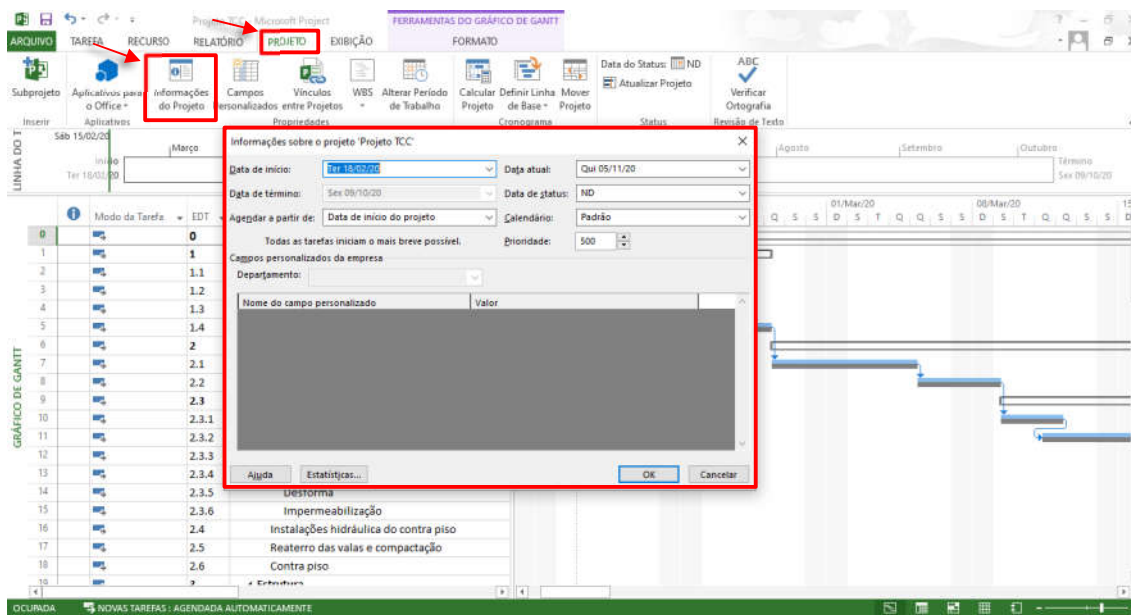 Projeto TCC - Microsoft Project
FERRAMENTAS DO GRÁFICO DE GANTT
ARQUIVO TAREFA RECURSO RELATÓRIO PROJETO EXIBIÇÃO FORMATO
Subprojeto
Aplicativos para o Office
Informações do Projeto
Campos Personalizados
Vínculos entre Projetos
WBS
Alterar Período de Trabalho
Calcular Projeto
Definir Linha de Base
Mover Projeto
Data do Status: ND
Atualizar Projeto
ABC
Verificar Ortografia
Inserir Aplicativos Propriedades Cronograma Status Revisão de Texto
LINHA DO T
Sáb 15/02/20
Início
Ter 18/02/20
Março Agosto Setembro Outubro
Término
Sex 09/10/20
Informações sobre o projeto 'Projeto TCC'
Data de início: Ter 18/02/20 Data atual: Qui 05/11/20
Data de término: Sex 09/10/20 Data de status: ND
Agendar a partir de: Data de início do projeto Calendário: Padrão
Todas as tarefas iniciam o mais breve possível. Prioridade: 500
Campos personalizados da empresa
Departamento:
Nome do campo personalizado Valor
Ajuda Estatísticas... OK Cancelar
Modo da Tarefa EDT
01/Mar/20 08/Mar/20 15
Q S S D S T Q Q S S D S T Q Q S S D
GRÁFICO DE GANTT
0 0
1 1
2 1.1
3 1.2
4 1.3
5 1.4
6 2
7 2.1
8 2.2
9 2.3
10 2.3.1
11 2.3.2
12 2.3.3
13 2.3.4
14 2.3.5 Desforma
15 2.3.6 Impermeabilização
16 2.4 Instalações hidráulica do contra piso
17 2.5 Reaterro das valas e compactação
18 2.6 Contra piso
19 3 Estrutura
OCUPADA NOVAS TAREFAS : AGENDADA AUTOMATICAMENTE